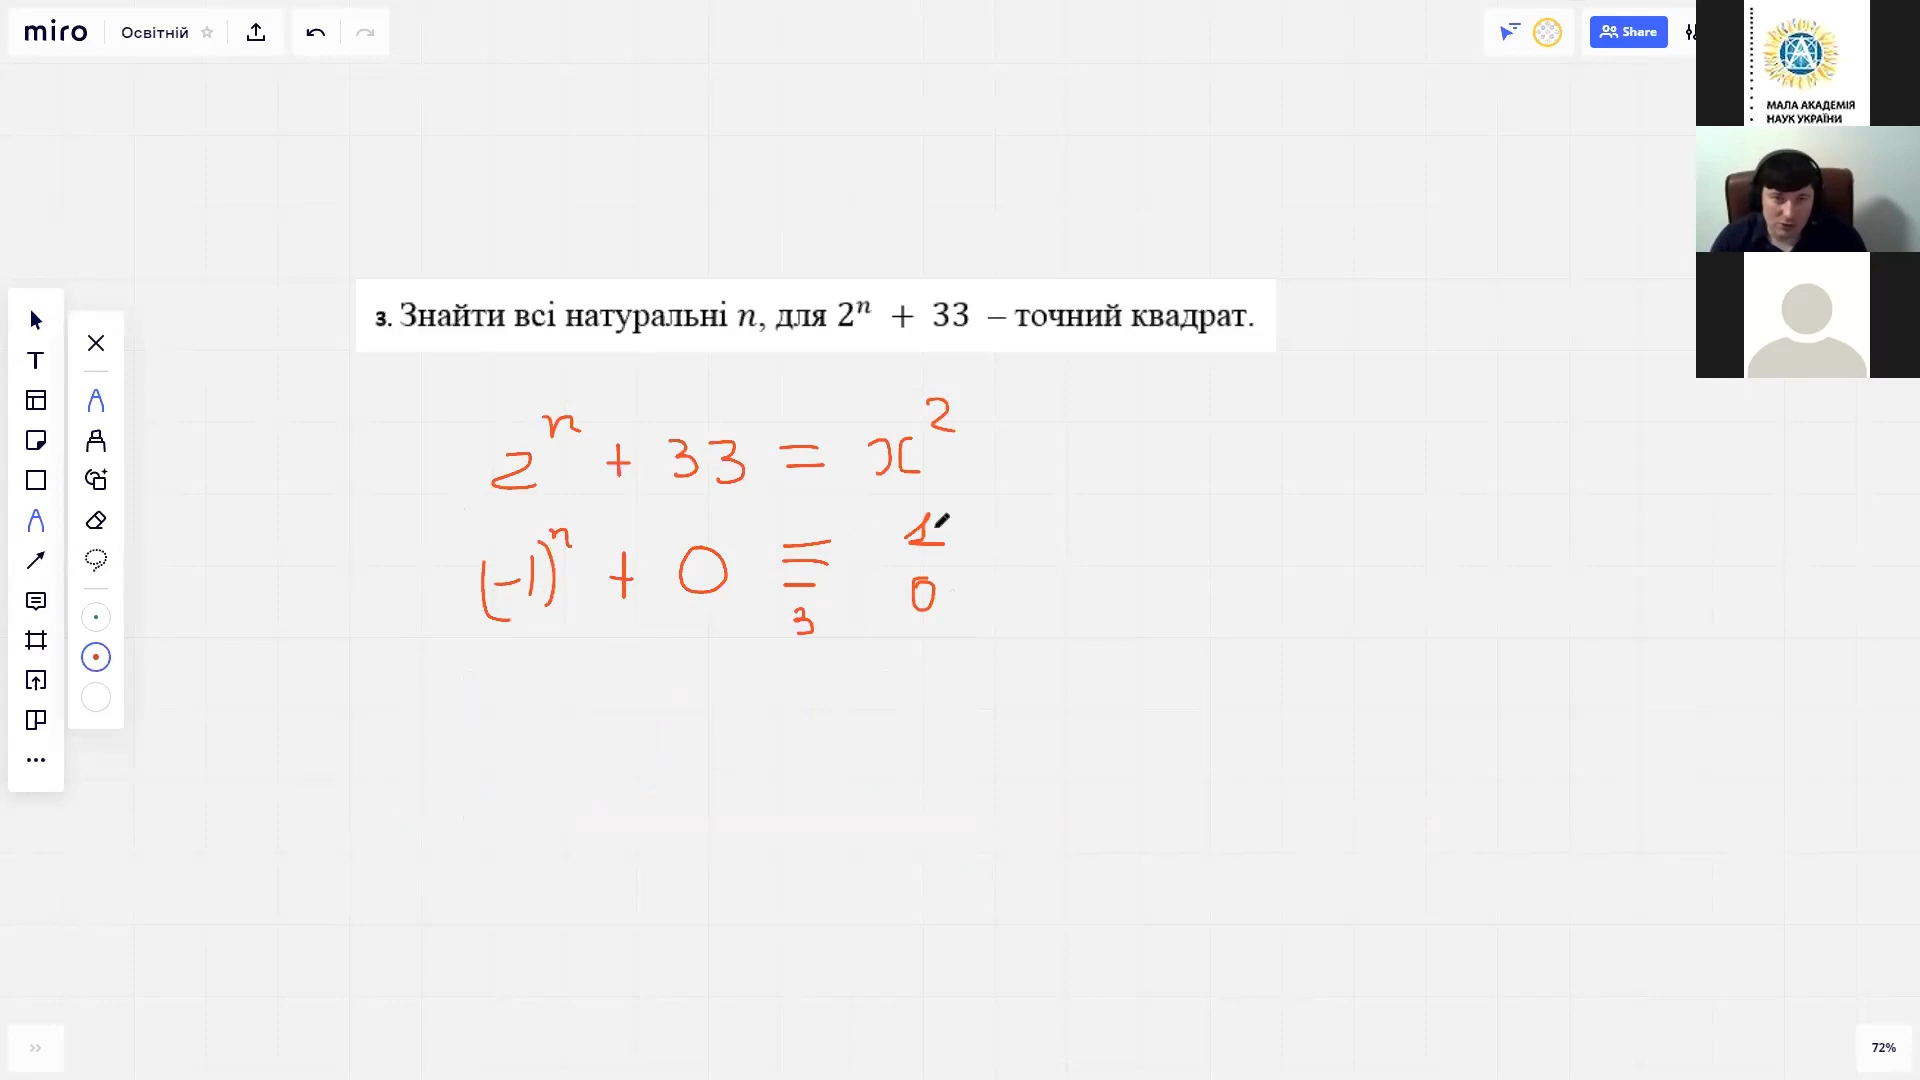 miro
Освітній
Share
МАЛА АКАДЕМІЯ
НАУК УКРАЇНИ
3. Знайти всі натуральні n, для 2ⁿ + 33 – точний квадрат.
2ⁿ + 33 = x²
(-1)ⁿ + 0 ≡ 1
0
3
72%